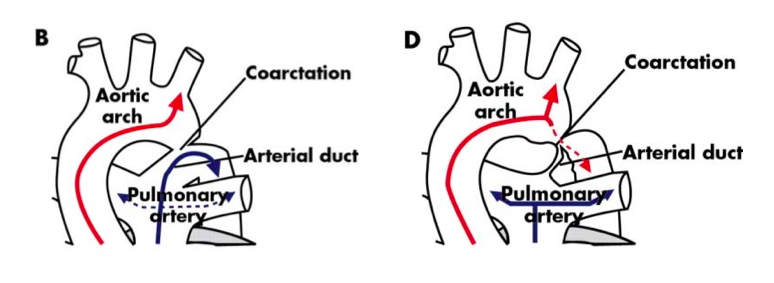 B
Coarctation
Aortic
arch
Arterial duct
Pulmonary
artery
D
Coarctation
Aortic
arch
Arterial duct
Pulmonary
artery